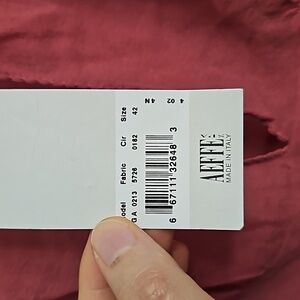 Model Fabric Clr Size
GA 0213 5726 0182 42
4 N 4 02
6 67111 32648 3
AEFFE
MADE IN ITALY